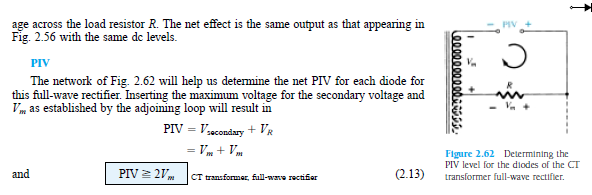 age across the load resistor R. The net effect is the same output as that appearing in
Fig. 2.56 with the same dc levels.
PIV
The network of Fig. 2.62 will help us determine the net PIV for each diode for
this full-wave rectifier. Inserting the maximum voltage for the secondary voltage and
Vm as established by the adjoining loop will result in
PIV = Vsecondary + VR
= Vm + Vm
and PIV ≧ 2Vm CT transformer, full-wave rectifier (2.13)
− PIV +
−
Vm
+
R
− Vm +
Figure 2.62 Determining the
PIV level for the diodes of the CT
transformer full-wave rectifier.